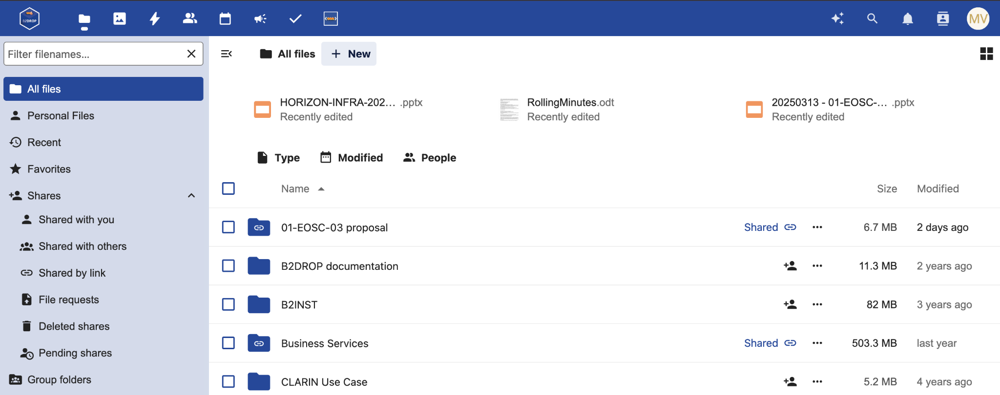 B2DROP
MV
Filter filenames...
All files
New
All files
Personal Files
Recent
Favorites
Shares
Shared with you
Shared with others
Shared by link
File requests
Deleted shares
Pending shares
Group folders
HORIZON-INFRA-202... .pptx
Recently edited
RollingMinutes.odt
Recently edited
20250313 - 01-EOSC-... .pptx
Recently edited
Type Modified People
Name Size Modified
01-EOSC-03 proposal Shared 6.7 MB 2 days ago
B2DROP documentation 11.3 MB 2 years ago
B2INST 82 MB 3 years ago
Business Services Shared 503.3 MB last year
CLARIN Use Case 5.2 MB 4 years ago